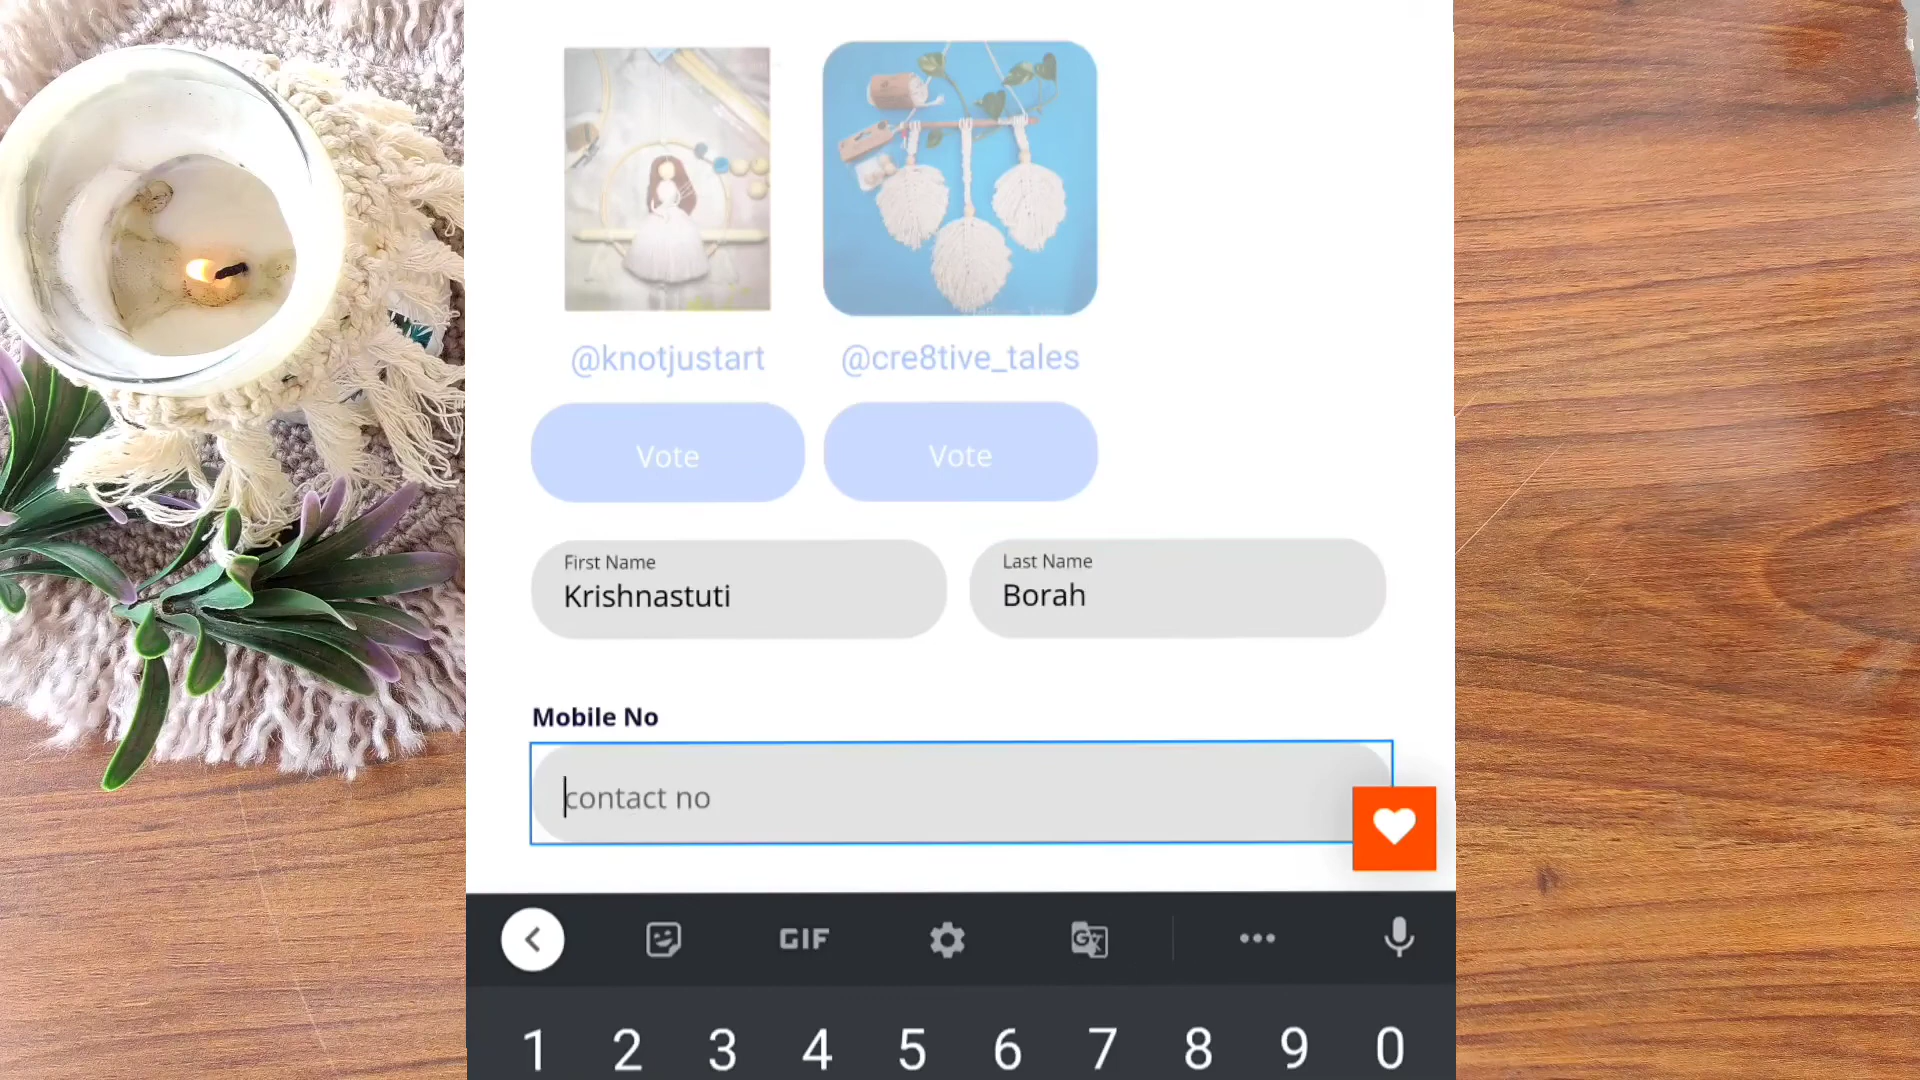 @knotjustart
@cre8tive_tales
Vote
Vote
First Name
Krishnastuti
Last Name
Borah
Mobile No
contact no
GIF
1 2 3 4 5 6 7 8 9 0